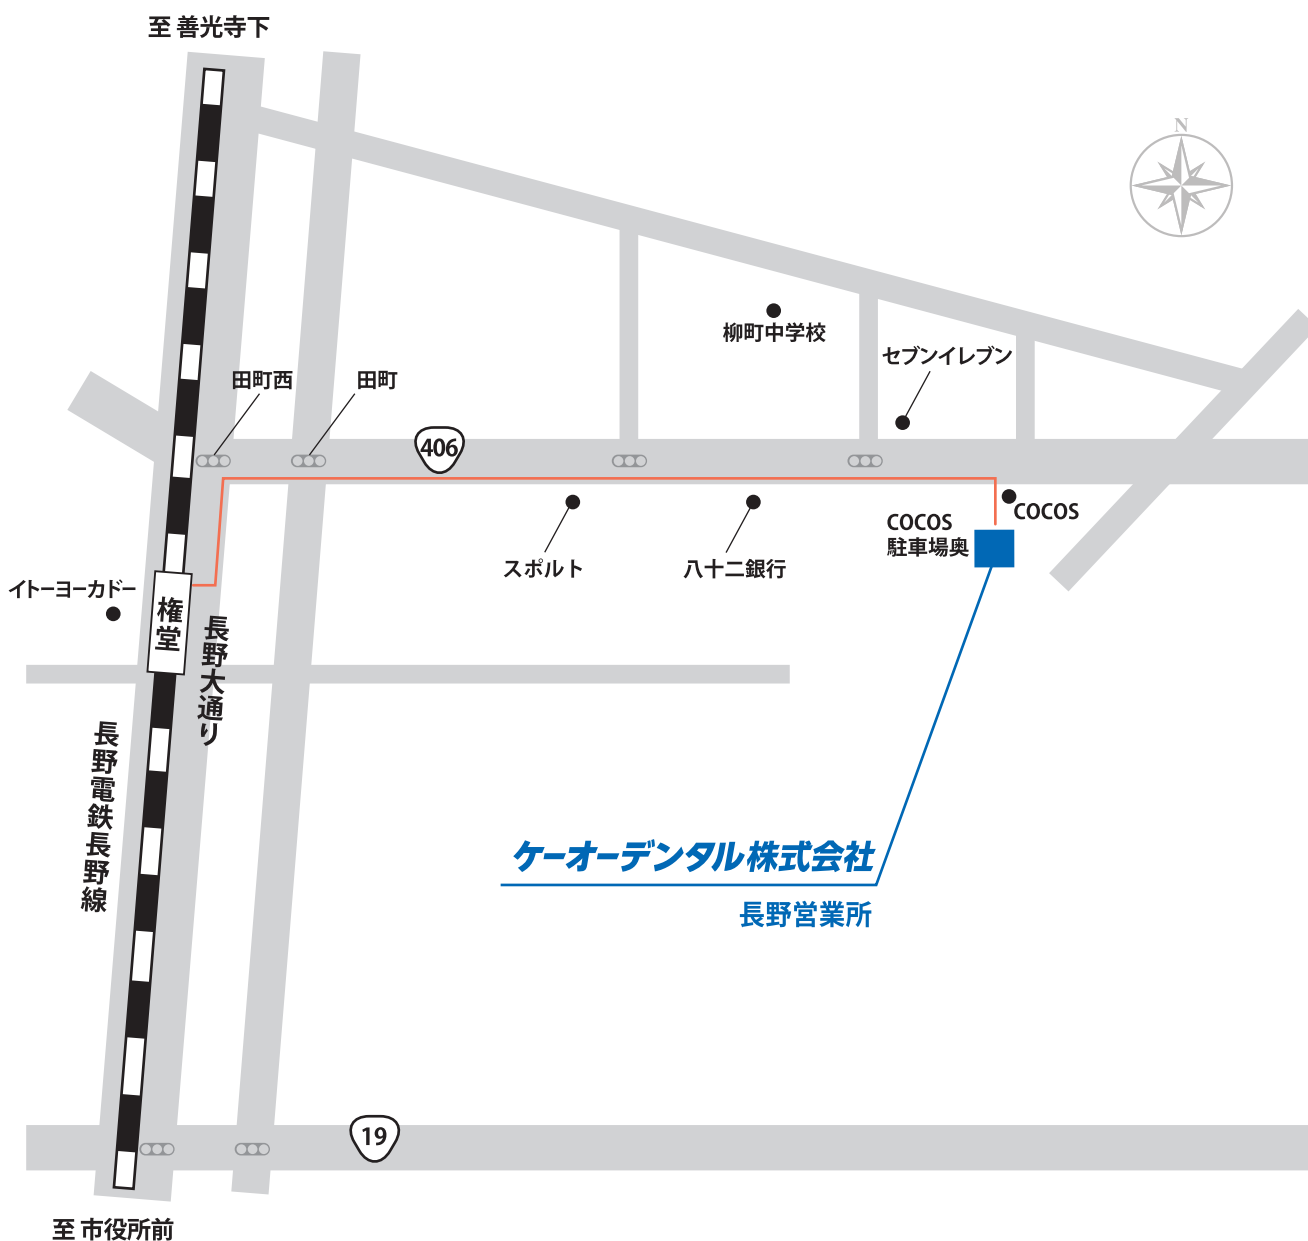 至 善光寺下
N
柳町中学校
セブンイレブン
田町西
田町
406
COCOS
COCOS
駐車場奥
スポルト
八十二銀行
イトーヨーカドー
権堂
長野大通り
長野電鉄長野線
ケーオーデンタル株式会社
長野営業所
19
至 市役所前